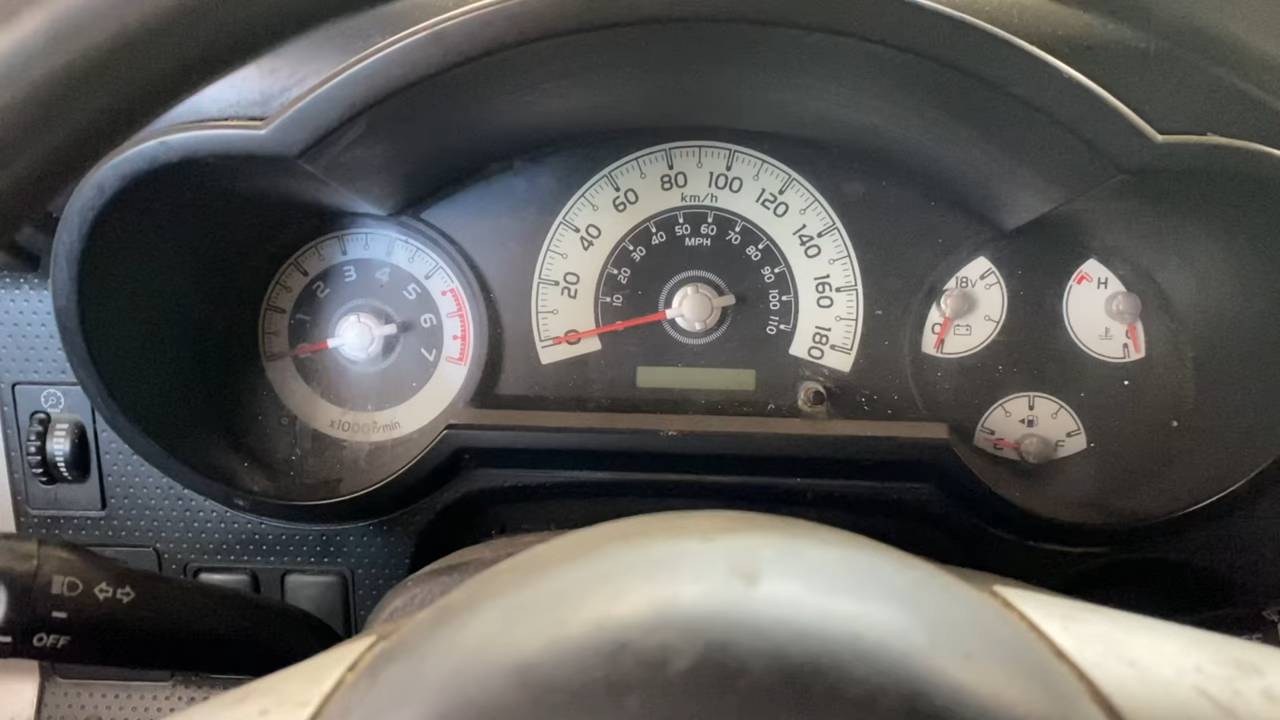 1 2 3 4 5 6 7
x1000r/min
0 20 40 60 80 100 120 140 160 180
km/h
10 20 30 40 50 60 70 80 90 100 110
MPH
18v
H
F
OFF